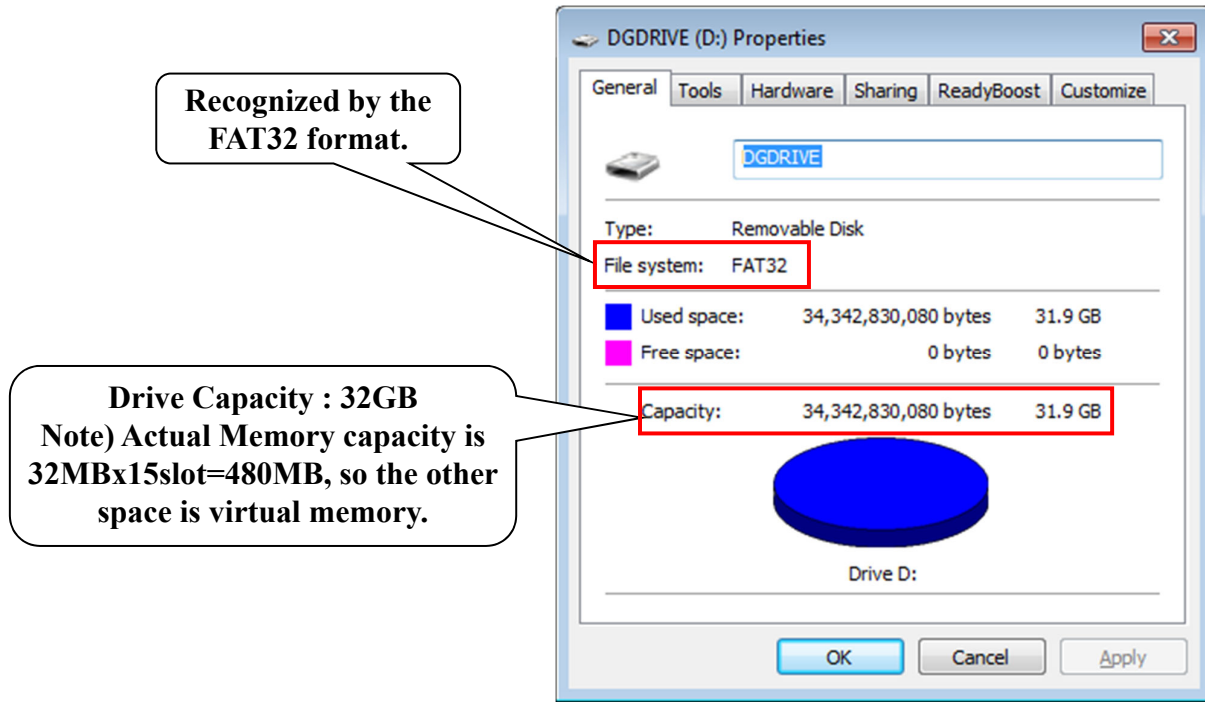 DGDRIVE (D:) Properties
General Tools Hardware Sharing ReadyBoost Customize
Recognized by the
FAT32 format.
DGDRIVE
Type: Removable Disk
File system: FAT32
Used space: 34,342,830,080 bytes 31.9 GB
Free space: 0 bytes 0 bytes
Capacity: 34,342,830,080 bytes 31.9 GB
Drive Capacity : 32GB
Note) Actual Memory capacity is
32MBx15slot=480MB, so the other
space is virtual memory.
Drive D:
OK Cancel Apply